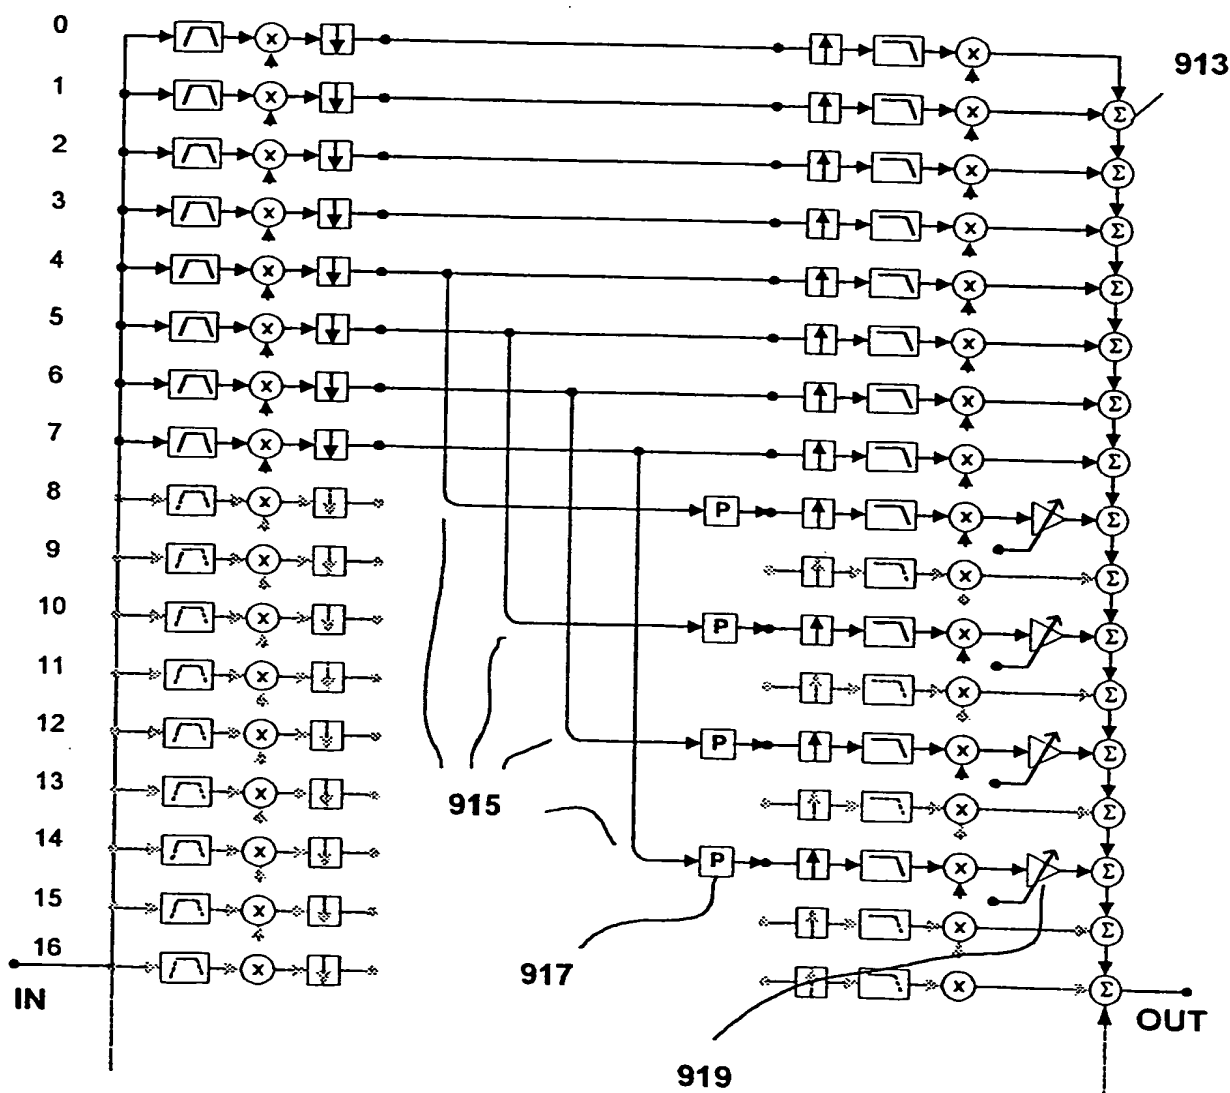 0 x x
913
1 x x Σ
2 x x Σ
3 x x Σ
4 x x Σ
5 x x Σ
6 x x Σ
7 x x Σ
8 x P x Σ
9 x x Σ
10 x P x Σ
11 x x Σ
12 x P x Σ
13 x x Σ
915
14 x P x Σ
15 x x Σ
16 x x Σ
917
IN
OUT
919